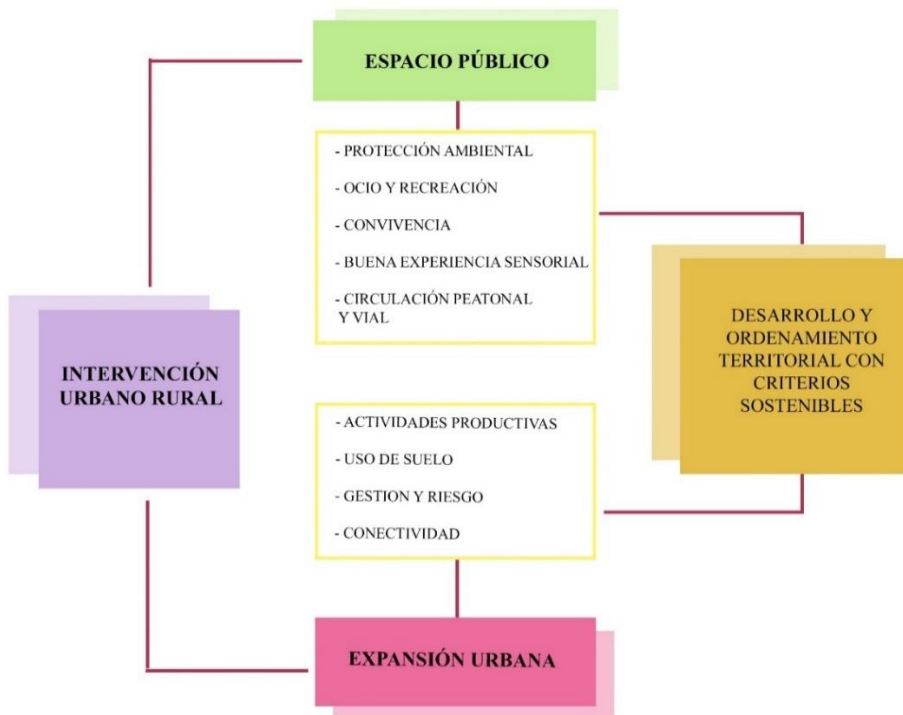 ESPACIO PÚBLICO
- PROTECCIÓN AMBIENTAL
- OCIO Y RECREACIÓN
- CONVIVENCIA
- BUENA EXPERIENCIA SENSORIAL
- CIRCULACIÓN PEATONAL
Y VIAL
INTERVENCIÓN
URBANO RURAL
DESARROLLO Y
ORDENAMIENTO
TERRITORIAL CON
CRITERIOS
SOSTENIBLES
- ACTIVIDADES PRODUCTIVAS
- USO DE SUELO
- GESTION Y RIESGO
- CONECTIVIDAD
EXPANSIÓN URBANA